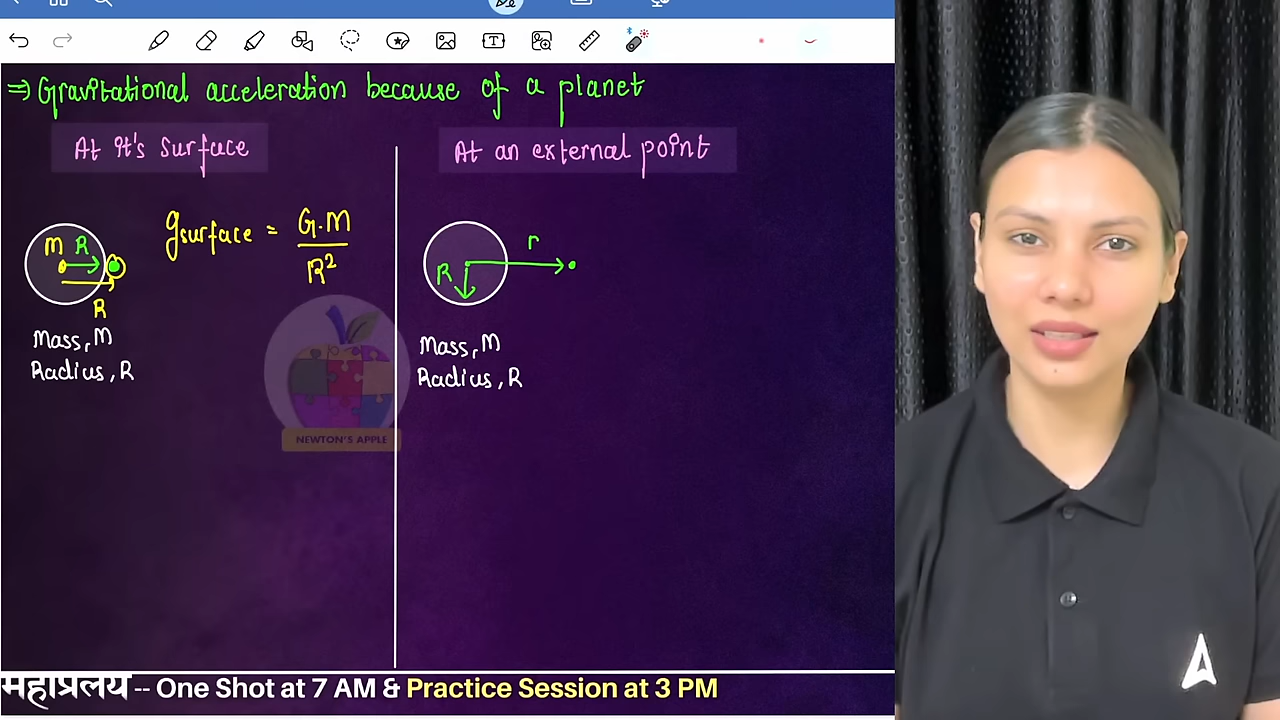 ⇒ Gravitational acceleration because of a planet
At it's surface
At an external point
M R
R
gsurface = G.M / R²
Mass, M
Radius, R
r
R
Mass, M
Radius, R
NEWTON'S APPLE
महाप्रलय -- One Shot at 7 AM & Practice Session at 3 PM